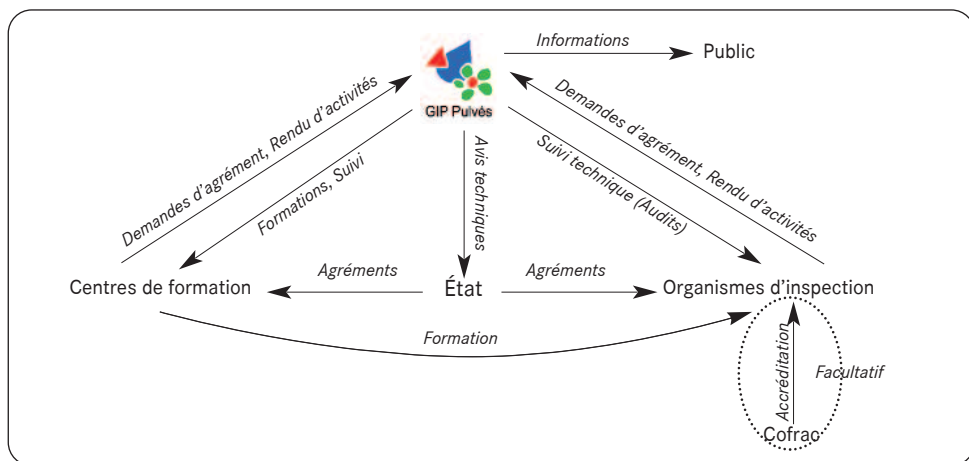 Informations
Public
GIP Pulvés
Demandes d'agrément, Rendu d'activités
Formations, Suivi
Avis techniques
Suivi technique (Audits)
Demandes d'agrément, Rendu d'activités
Centres de formation
Agréments
État
Agréments
Organismes d'inspection
Formation
Accréditation
Facultatif
Cofrac